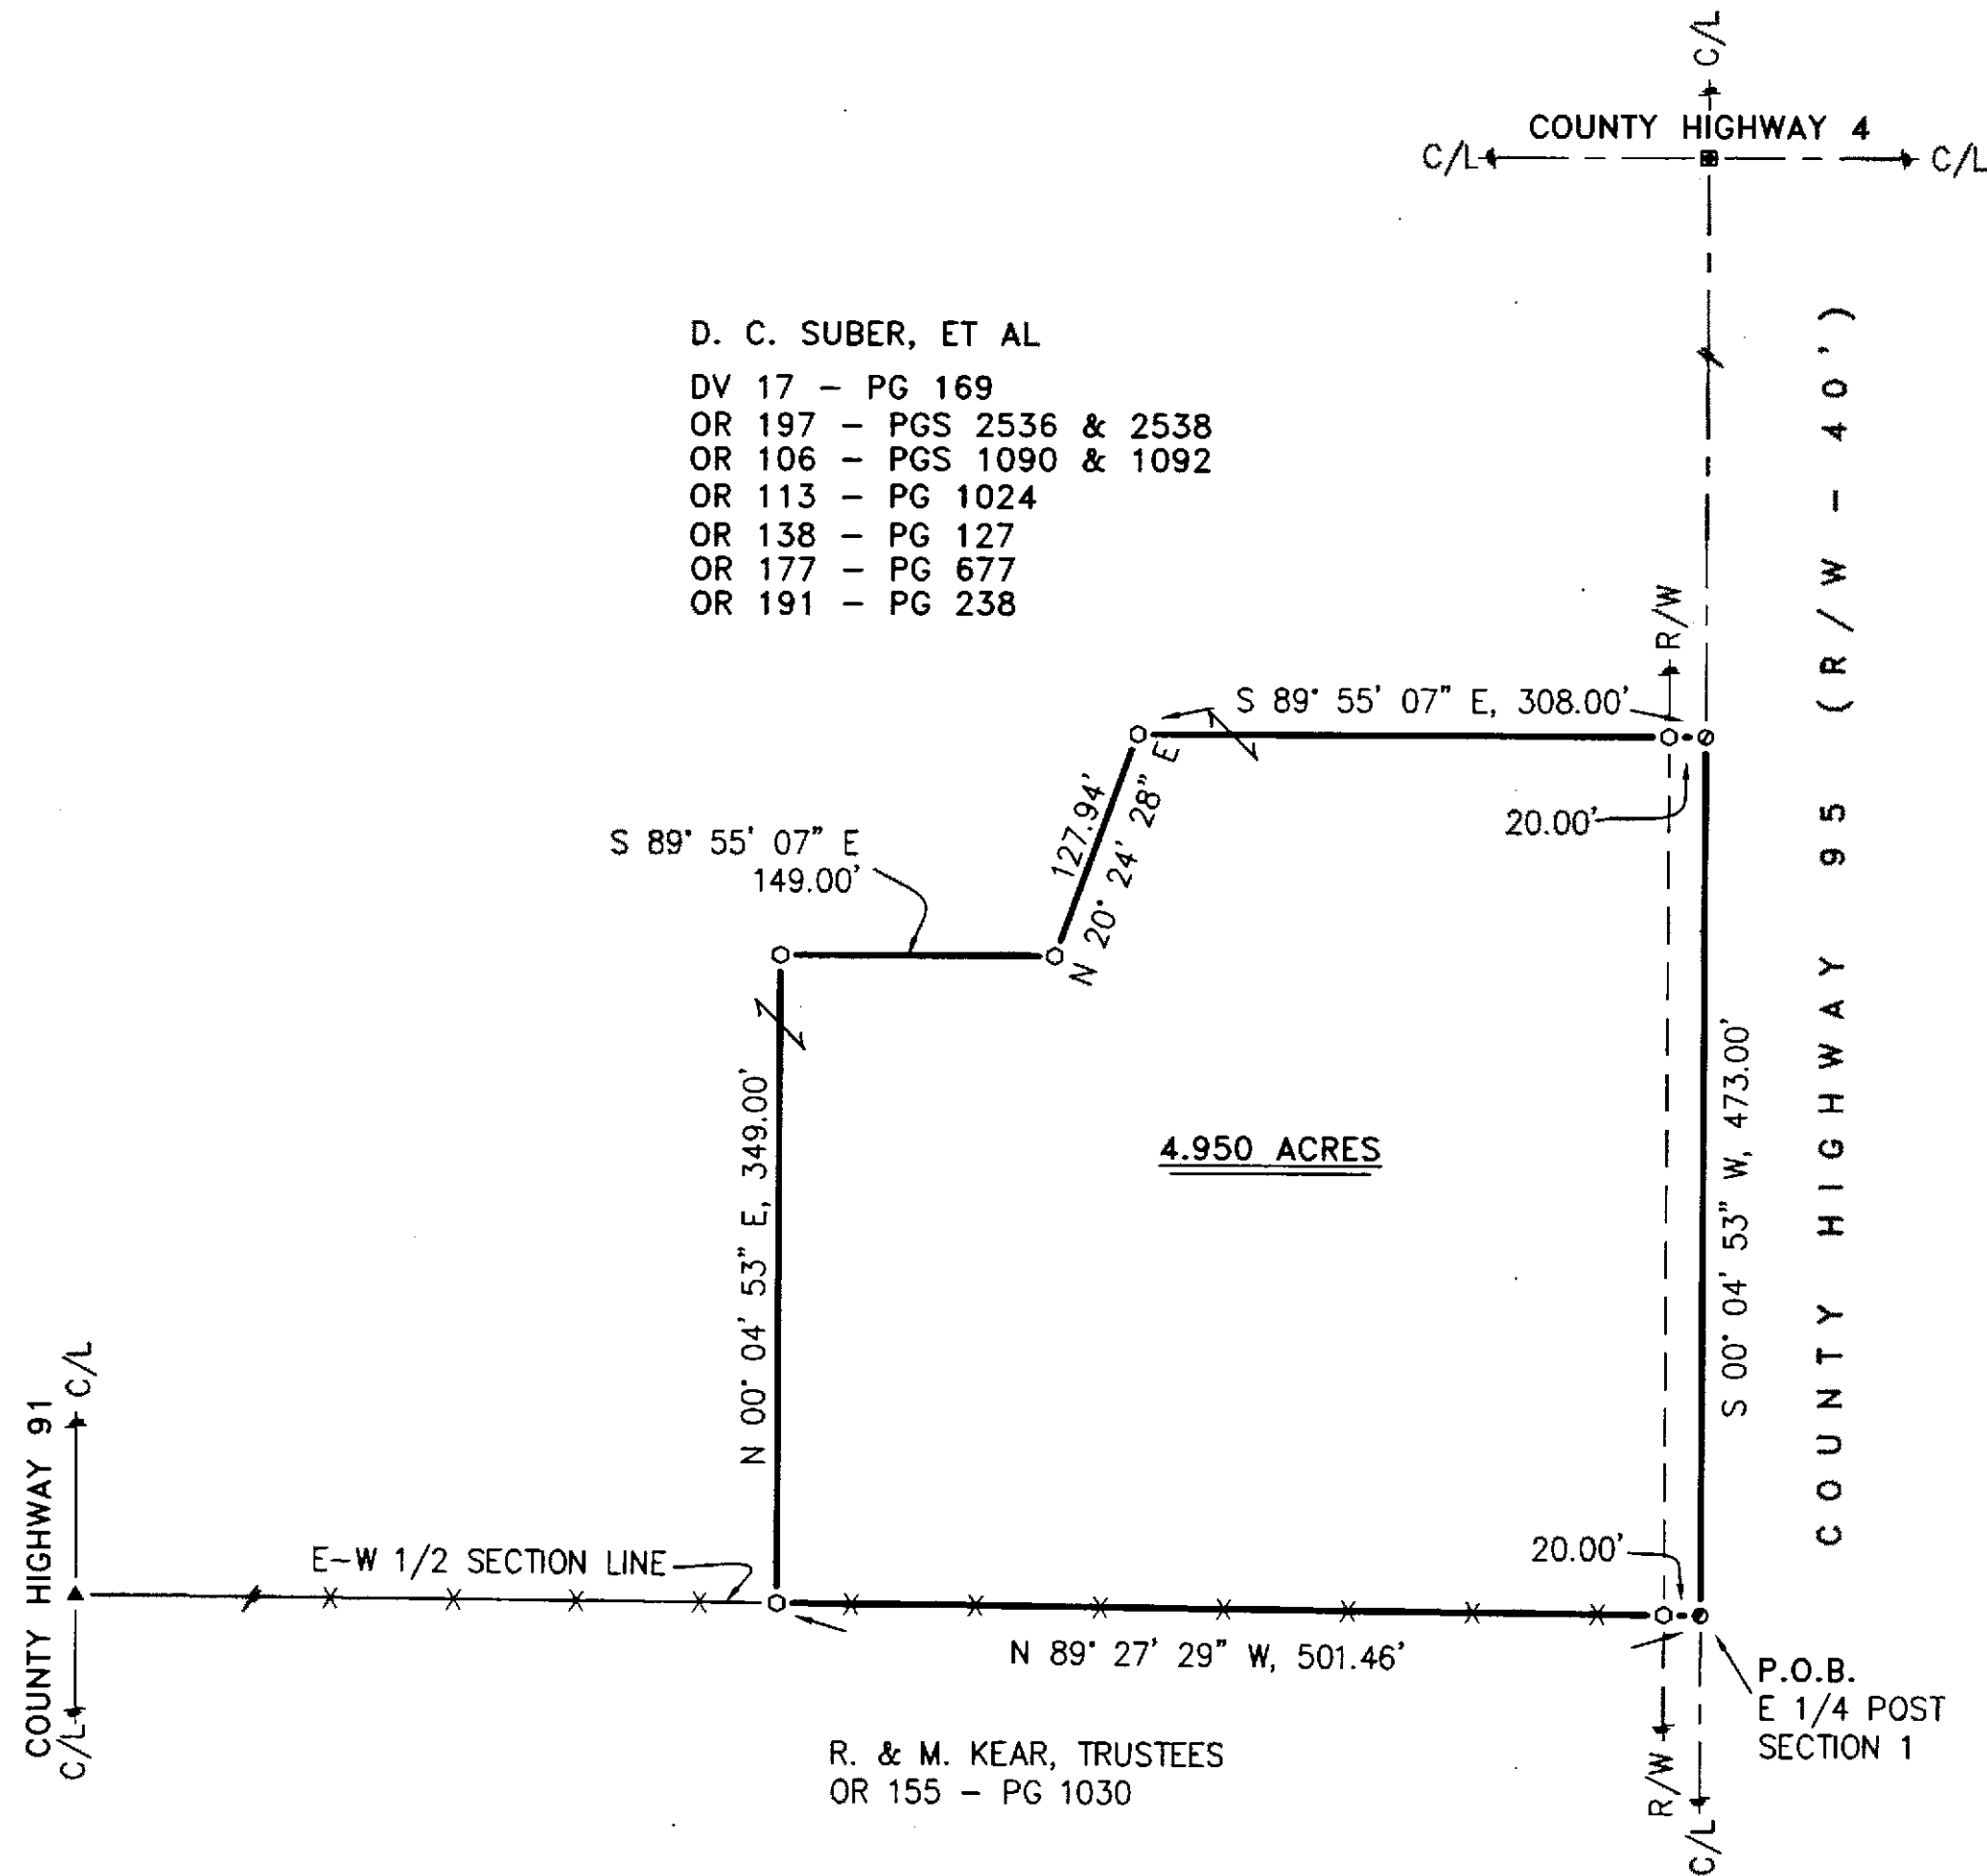 C/L
COUNTY HIGHWAY 4
C/L
C/L
D. C. SUBER, ET AL
DV 17 - PG 169
OR 197 - PGS 2536 & 2538
OR 106 - PGS 1090 & 1092
OR 113 - PG 1024
OR 138 - PG 127
OR 177 - PG 677
OR 191 - PG 238
COUNTY HIGHWAY 95 (R/W - 40')
R/W
S 89° 55' 07" E, 308.00'
20.00'
127.94'
N 20° 24' 28" E
S 89° 55' 07" E
149.00'
N 00° 04' 53" E, 349.00'
4.950 ACRES
S 00° 04' 53" W, 473.00'
C/L
COUNTY HIGHWAY 91
C/L
E-W 1/2 SECTION LINE
20.00'
N 89° 27' 29" W, 501.46'
P.O.B.
E 1/4 POST
SECTION 1
R. & M. KEAR, TRUSTEES
OR 155 - PG 1030
R/W
C/L